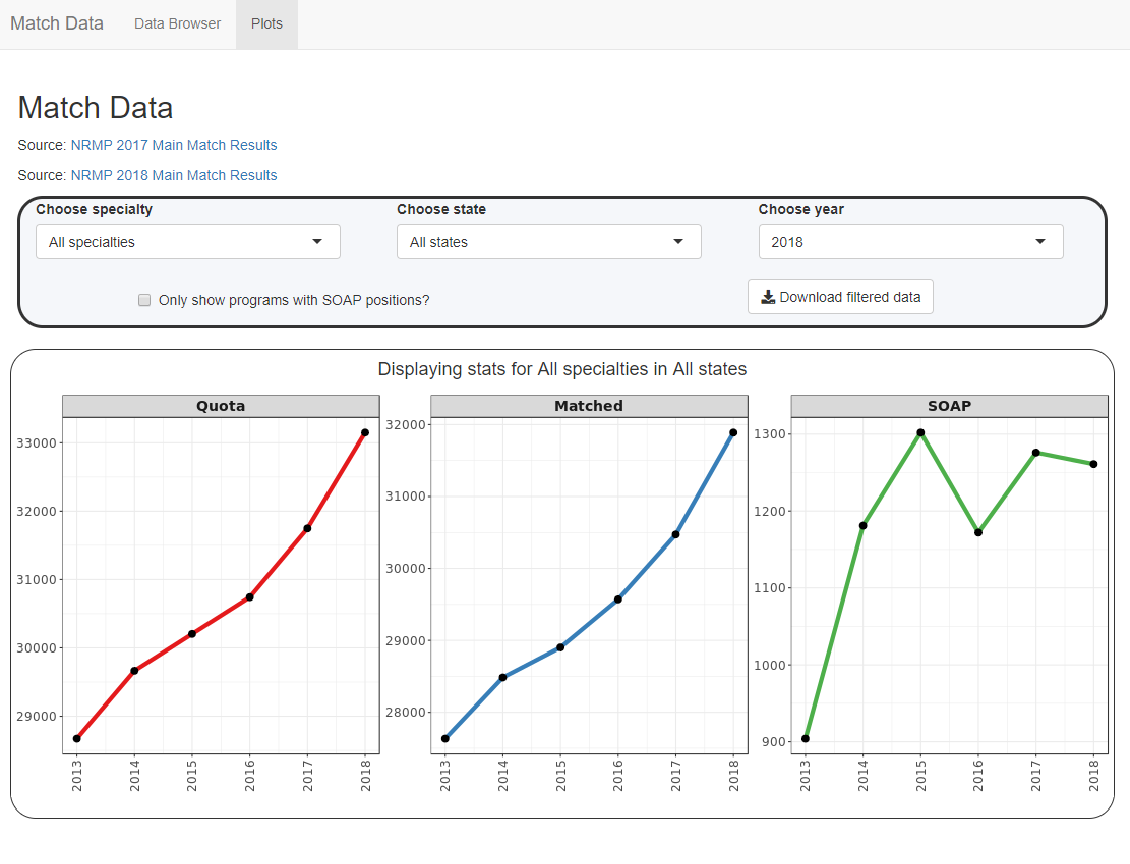 Match Data Data Browser Plots
Match Data
Source: NRMP 2017 Main Match Results
Source: NRMP 2018 Main Match Results
Choose specialty Choose state Choose year
All specialties All states 2018
Only show programs with SOAP positions? Download filtered data
Displaying stats for All specialties in All states
Quota
33000
32000
31000
30000
29000
2013 2014 2015 2016 2017 2018
Matched
32000
31000
30000
29000
28000
2013 2014 2015 2016 2017 2018
SOAP
1300
1200
1100
1000
900
2013 2014 2015 2016 2017 2018